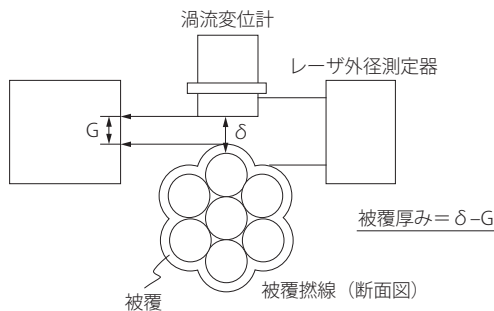 渦流変位計
レーザ外径測定器
G
δ
被覆厚み＝δ–G
被覆
被覆撚線（断面図）